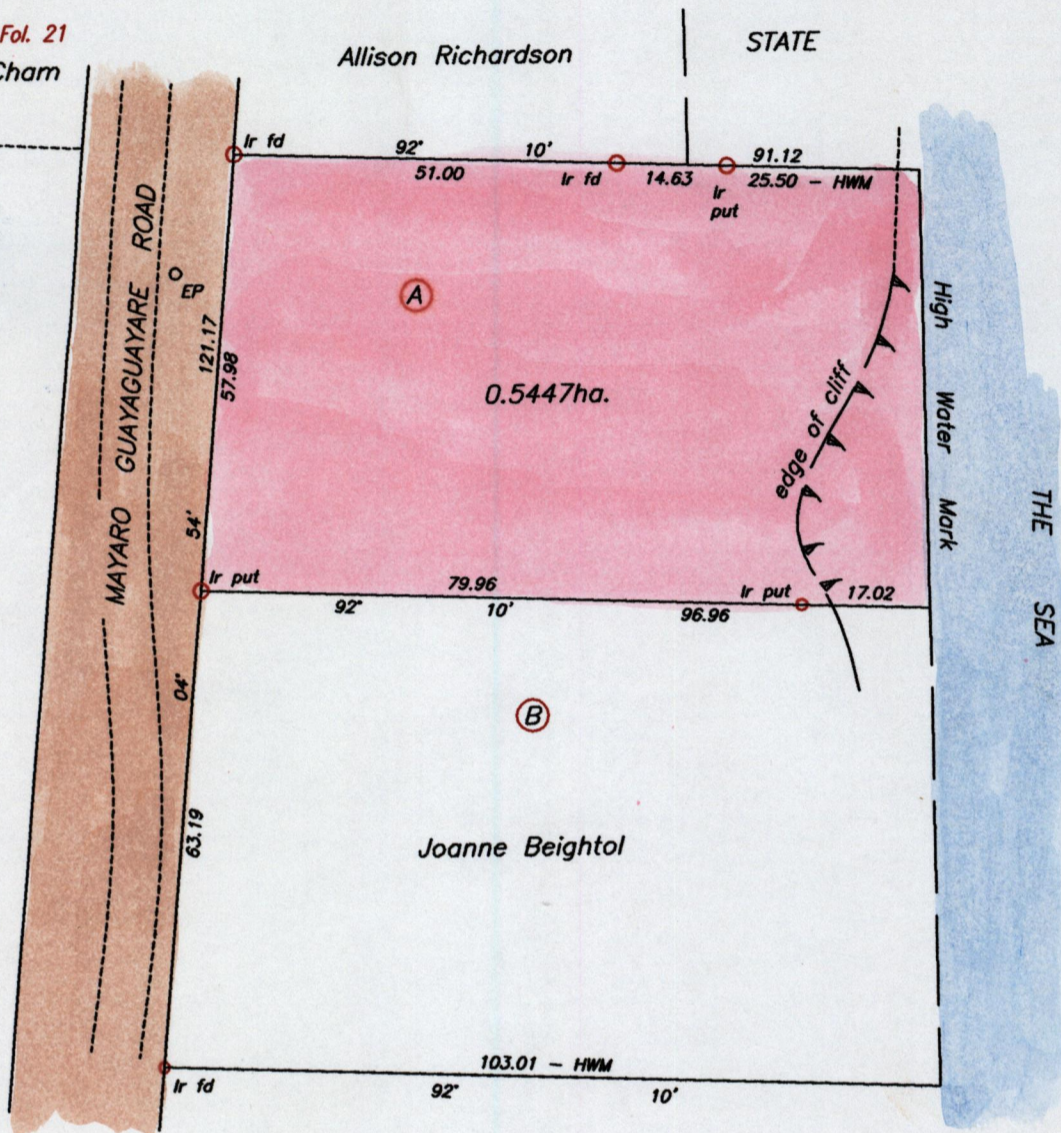 Fol. 21
Cham
Allison Richardson
STATE
Ir fd
92° 10'
91.12
51.00
Ir fd
14.63
Ir put
25.50 - HWM
MAYARO GUAYAGUAYARE ROAD
EP
A
121.17
57.98
0.5447ha.
edge of cliff
High Water Mark
THE SEA
54'
Ir put
79.96
Ir put
17.02
92° 10'
96.96
04°
B
63.19
Joanne Beightol
103.01 - HWM
Ir fd
92° 10'